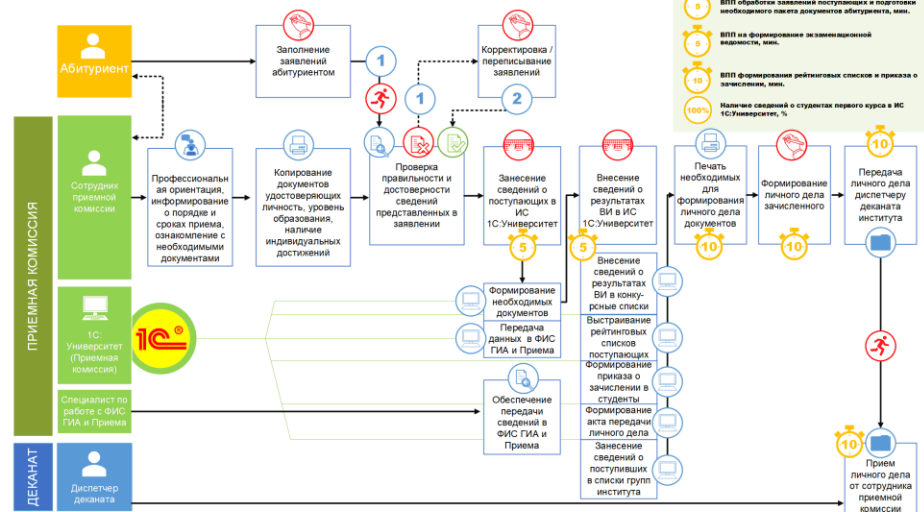 5
ВПП обработки заявлений поступающих и подготовки
необходимого пакета документов абитуриента, мин.
5
ВПП на формирование экзаменационной
ведомости, мин.
10
ВПП формирования рейтинговых списков и приказа о
зачислении, мин.
100%
Наличие сведений о студентах первого курса в ИС
1С:Университет, %
Абитуриент
Заполнение
заявлений
абитуриентом
1
1
Корректировка /
переписывание
заявлений
2
ПРИЕМНАЯ КОМИССИЯ
Сотрудник
приемной
комиссии
Профессиональн
ая ориентация,
информирование
о порядке и
сроках приема,
ознакомление с
необходимыми
документами
Копирование
документов
удостоверяющих
личность, уровень
образования,
наличие
индивидуальных
достижений
Проверка
правильности и
достоверности
сведений
представленных в
заявлении
Занесение
сведений о
поступающих в
ИС
1С:Университет
5
Внесение
сведений о
результатах
ВИ в ИС
1С:Университет
5
Печать
необходимых
для
формирования
личного дела
документов
10
Формирование
личного дела
зачисленного
10
10
Передача
личного дела
диспетчеру
деканата
института
1С:
Университет
(Приемная
комиссия)
1С®
Формирование
необходимых
документов
Передача
данных в ФИС
ГИА и Приема
Внесение
сведений о
результатах
ВИ в конку-
рсные списки
Выстраивание
рейтинговых
списков
поступающих
Формирование
приказа о
зачислении в
студенты
Формирование
акта передачи
личного дела
Занесение
сведений о
поступивших
в списки групп
института
Специалист по
работе с ФИС
ГИА и Приема
Обеспечение
передачи
сведений в
ФИС ГИА и
Приема
ДЕКАНАТ
Диспетчер
деканата
10
Прием
личного дела
от сотрудника
приемной
комиссии